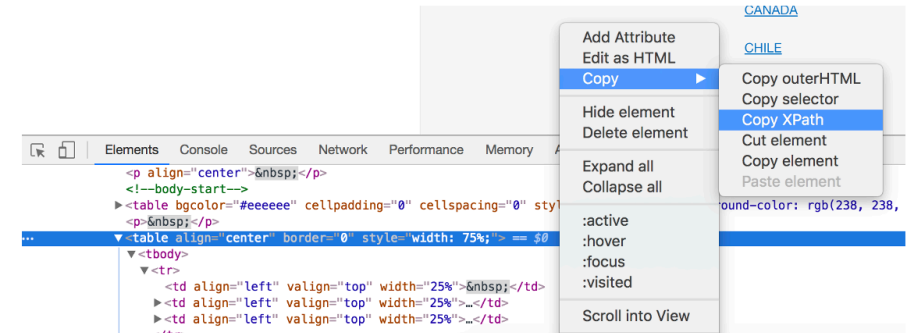 CANADA
CHILE
Add Attribute
Edit as HTML
Copy ▶
Hide element
Delete element
Expand all
Collapse all
:active
:hover
:focus
:visited
Scroll into View
Copy outerHTML
Copy selector
Copy XPath
Cut element
Copy element
Paste element
Elements Console Sources Network Performance Memory
<p align="center">&nbsp;</p>
<!--body-start-->
▶<table bgcolor="#eeeeee" cellpadding="0" cellspacing="0" round-color: rgb(238, 238,
<p>&nbsp;</p>
… ▼<table align="center" border="0" style="width: 75%;"> == $0
▼<tbody>
▼<tr>
<td align="left" valign="top" width="25%">&nbsp;</td>
▶<td align="left" valign="top" width="25%">…</td>
▶<td align="left" valign="top" width="25%">…</td>